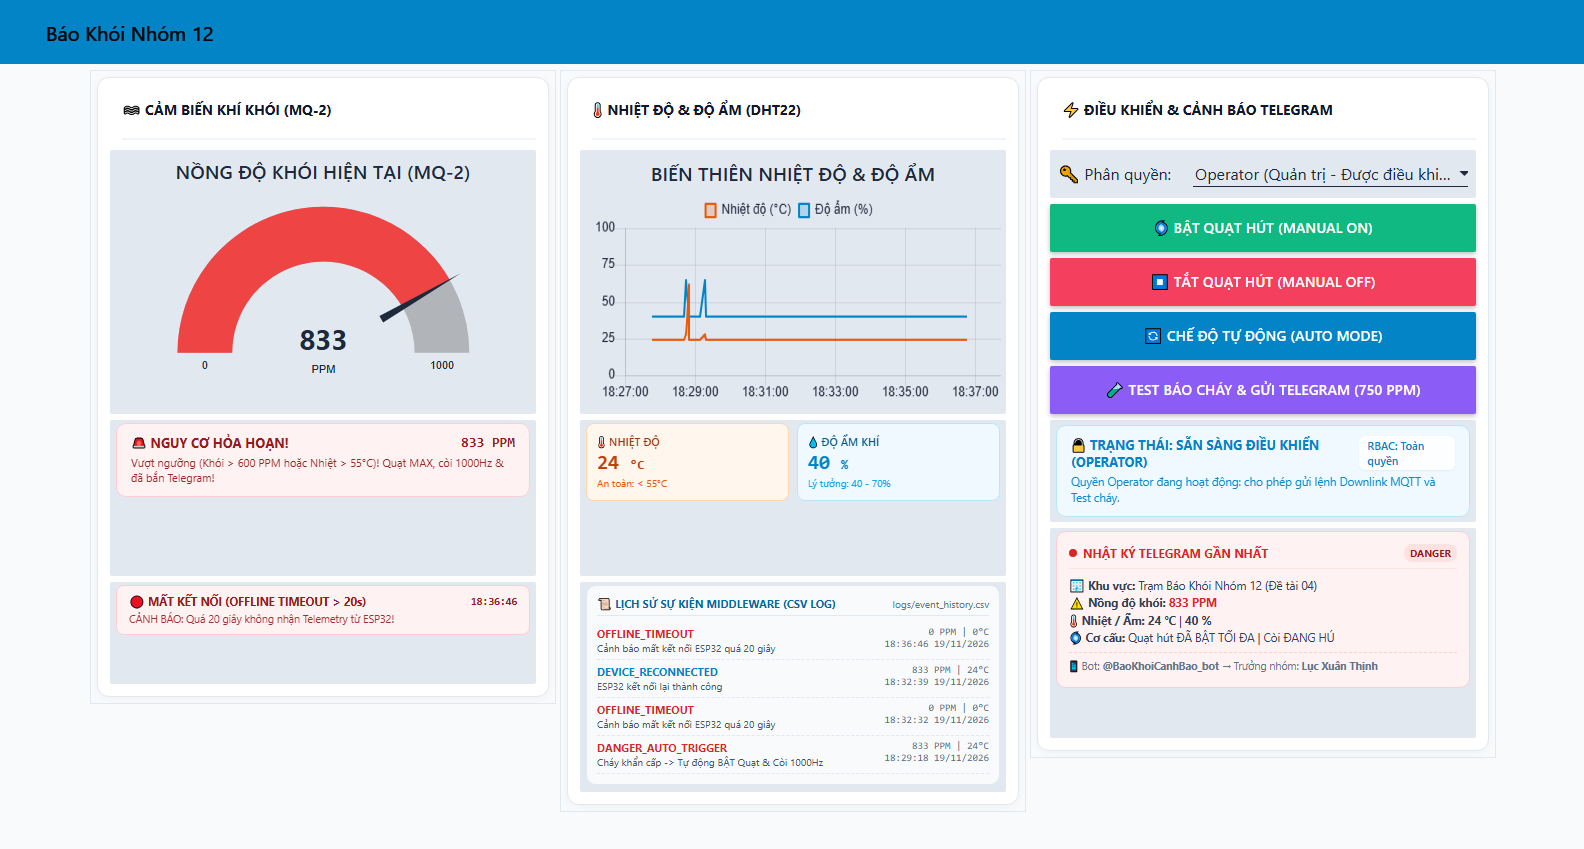 Báo Khói Nhóm 12
CẢM BIẾN KHÍ KHÓI (MQ-2)
NỒNG ĐỘ KHÓI HIỆN TẠI (MQ-2)
833
0
PPM
1000
NGUY CƠ HỎA HOẠN!
833 PPM
Vượt ngưỡng (Khói > 600 PPM hoặc Nhiệt > 55°C)! Quạt MAX, còi 1000Hz &
đã bắn Telegram!
MẤT KẾT NỐI (OFFLINE TIMEOUT > 20s)
18:36:46
CẢNH BÁO: Quá 20 giây không nhận Telemetry từ ESP32!
NHIỆT ĐỘ & ĐỘ ẨM (DHT22)
BIẾN THIÊN NHIỆT ĐỘ & ĐỘ ẨM
Nhiệt độ (°C)
Độ ẩm (%)
100
75
50
25
0
18:27:00
18:29:00
18:31:00
18:33:00
18:35:00
18:37:00
NHIỆT ĐỘ
24 °C
An toàn: < 55°C
ĐỘ ẨM KHÍ
40 %
Lý tưởng: 40 - 70%
LỊCH SỬ SỰ KIỆN MIDDLEWARE (CSV LOG)
logs/event_history.csv
OFFLINE_TIMEOUT
0 PPM | 0°C
Cảnh báo mất kết nối ESP32 quá 20 giây
18:36:46 19/11/2026
DEVICE_RECONNECTED
833 PPM | 24°C
ESP32 kết nối lại thành công
18:32:39 19/11/2026
OFFLINE_TIMEOUT
0 PPM | 0°C
Cảnh báo mất kết nối ESP32 quá 20 giây
18:32:32 19/11/2026
DANGER_AUTO_TRIGGER
833 PPM | 24°C
Cháy khẩn cấp -> Tự động BẬT Quạt & Còi 1000Hz
18:29:18 19/11/2026
ĐIỀU KHIỂN & CẢNH BÁO TELEGRAM
Phân quyền:
Operator (Quản trị - Được điều khi...
BẬT QUẠT HÚT (MANUAL ON)
TẮT QUẠT HÚT (MANUAL OFF)
CHẾ ĐỘ TỰ ĐỘNG (AUTO MODE)
TEST BÁO CHÁY & GỬI TELEGRAM (750 PPM)
TRẠNG THÁI: SẴN SÀNG ĐIỀU KHIỂN
(OPERATOR)
RBAC: Toàn
quyền
Quyền Operator đang hoạt động: cho phép gửi lệnh Downlink MQTT và
Test cháy.
NHẬT KÝ TELEGRAM GẦN NHẤT
DANGER
Khu vực: Trạm Báo Khói Nhóm 12 (Đề tài 04)
Nồng độ khói: 833 PPM
Nhiệt / Ẩm: 24 °C | 40 %
Cơ cấu: Quạt hút ĐÃ BẬT TỐI ĐA | Còi ĐANG HÚ
Bot: @BaoKhoiCanhBao_bot → Trưởng nhóm: Lục Xuân Thịnh